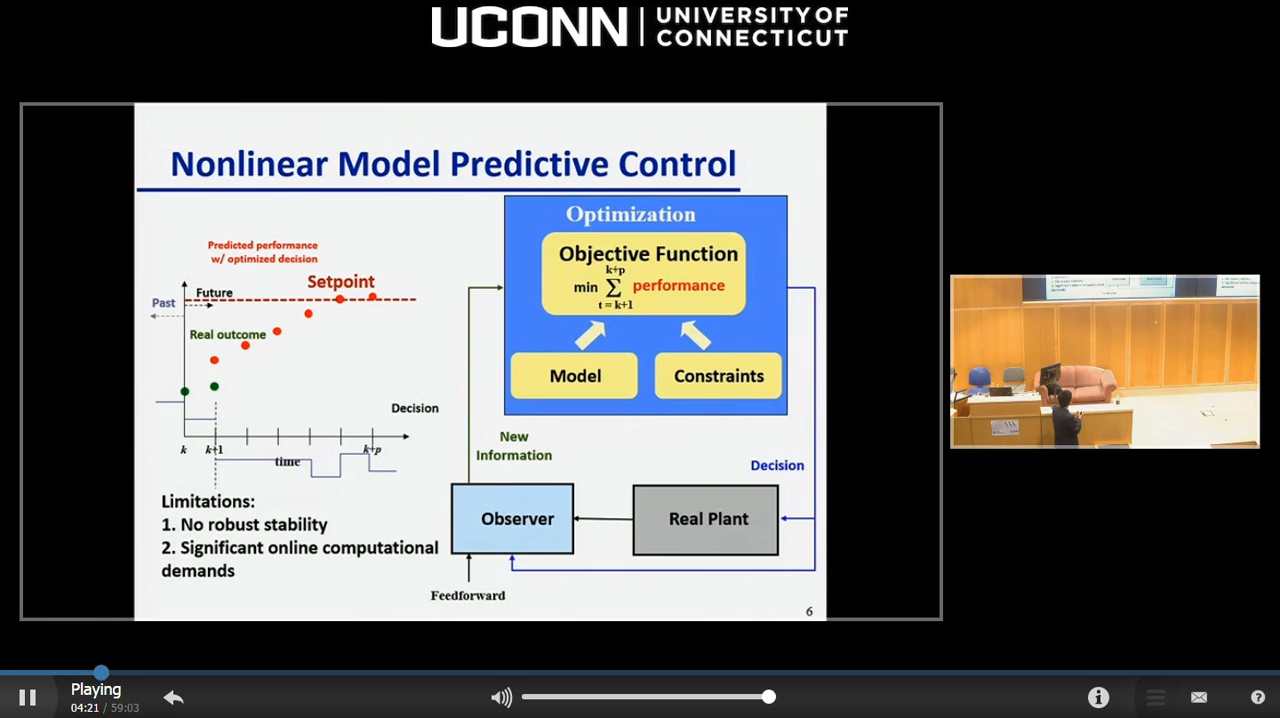 UCONN
UNIVERSITY OF
CONNECTICUT
Nonlinear Model Predictive Control
Predicted performance
w/ optimized decision
Setpoint
Future
Past
Real outcome
Decision
k
k+1
time
k+p
Limitations:
1. No robust stability
2. Significant online computational
demands
Optimization
Objective Function
k+p
min ∑ performance
t = k+1
Model
Constraints
New
Information
Decision
Observer
Real Plant
Feedforward
6
Playing
04:21 / 59:03